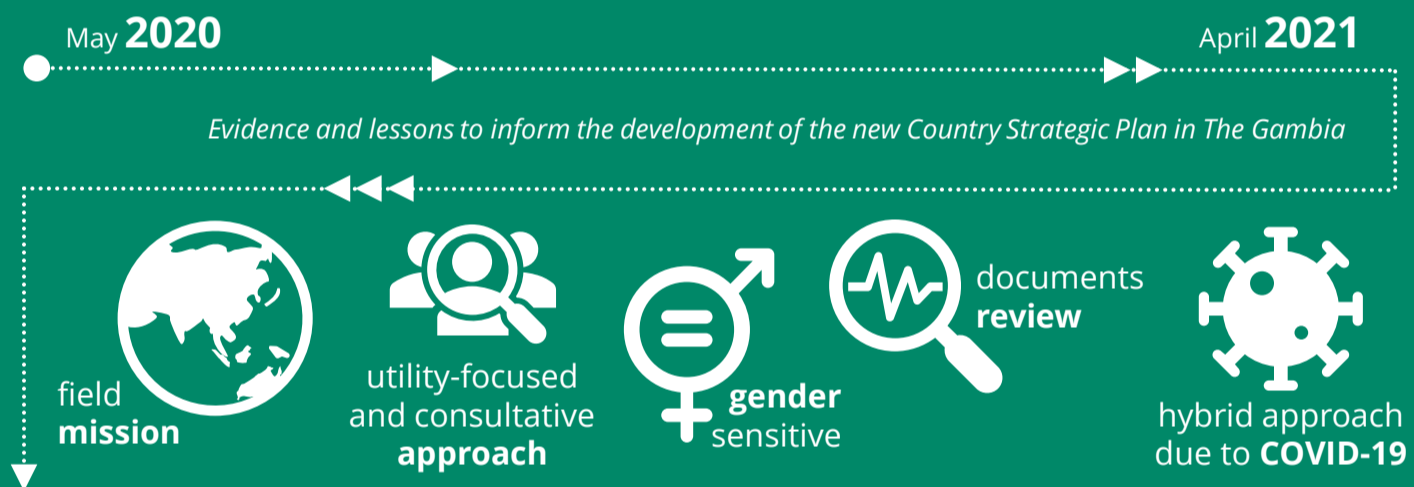 May 2020
April 2021
Evidence and lessons to inform the development of the new Country Strategic Plan in The Gambia
field
mission
utility-focused
and consultative
approach
gender
sensitive
documents
review
hybrid approach
due to COVID-19